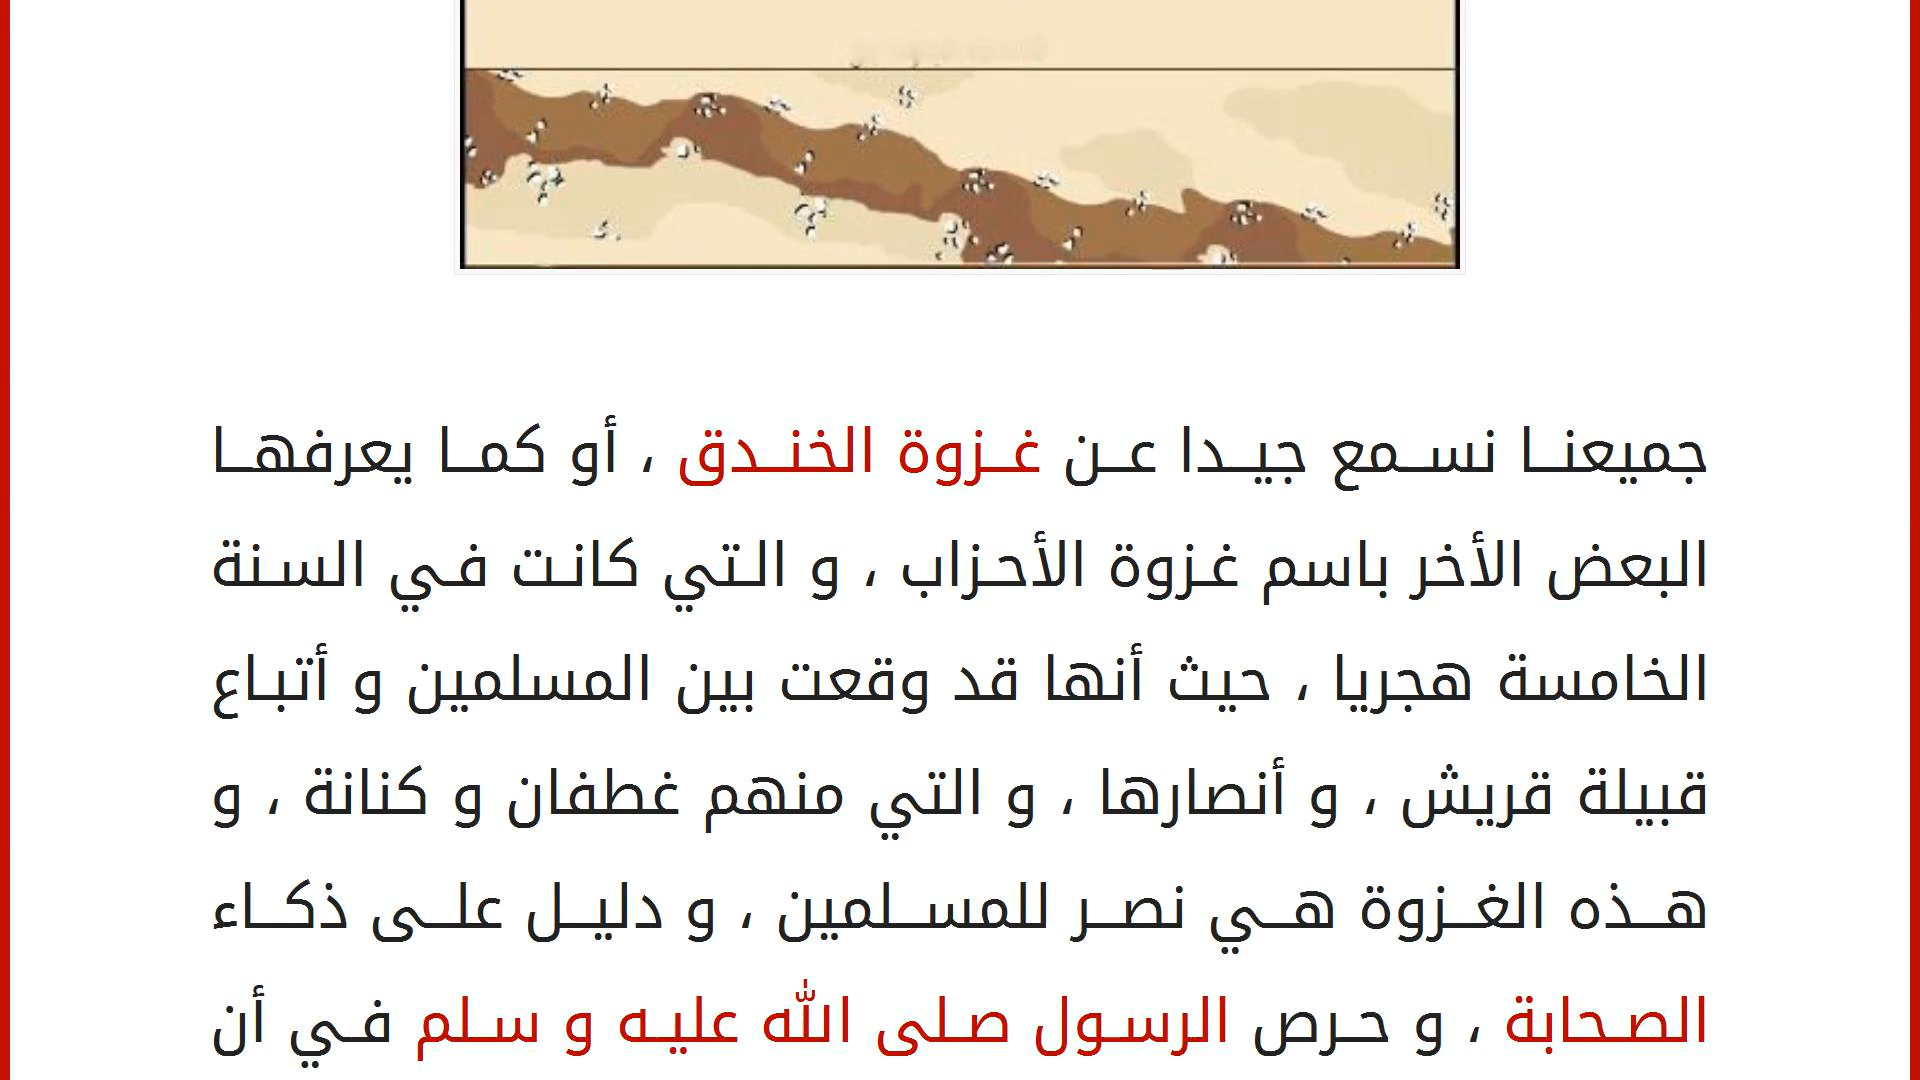 جميعنا نسمع جيدا عن غزوة الخندق ، أو كما يعرفها
البعض الأخر باسم غزوة الأحزاب ، و التي كانت في السنة
الخامسة هجريا ، حيث أنها قد وقعت بين المسلمين و أتباع
قبيلة قريش ، و أنصارها ، و التي منهم غطفان و كنانة ، و
هذه الغزوة هي نصر للمسلمين ، و دليل على ذكاء
الصحابة ، و حرص الرسول صلى الله عليه و سلم في أن